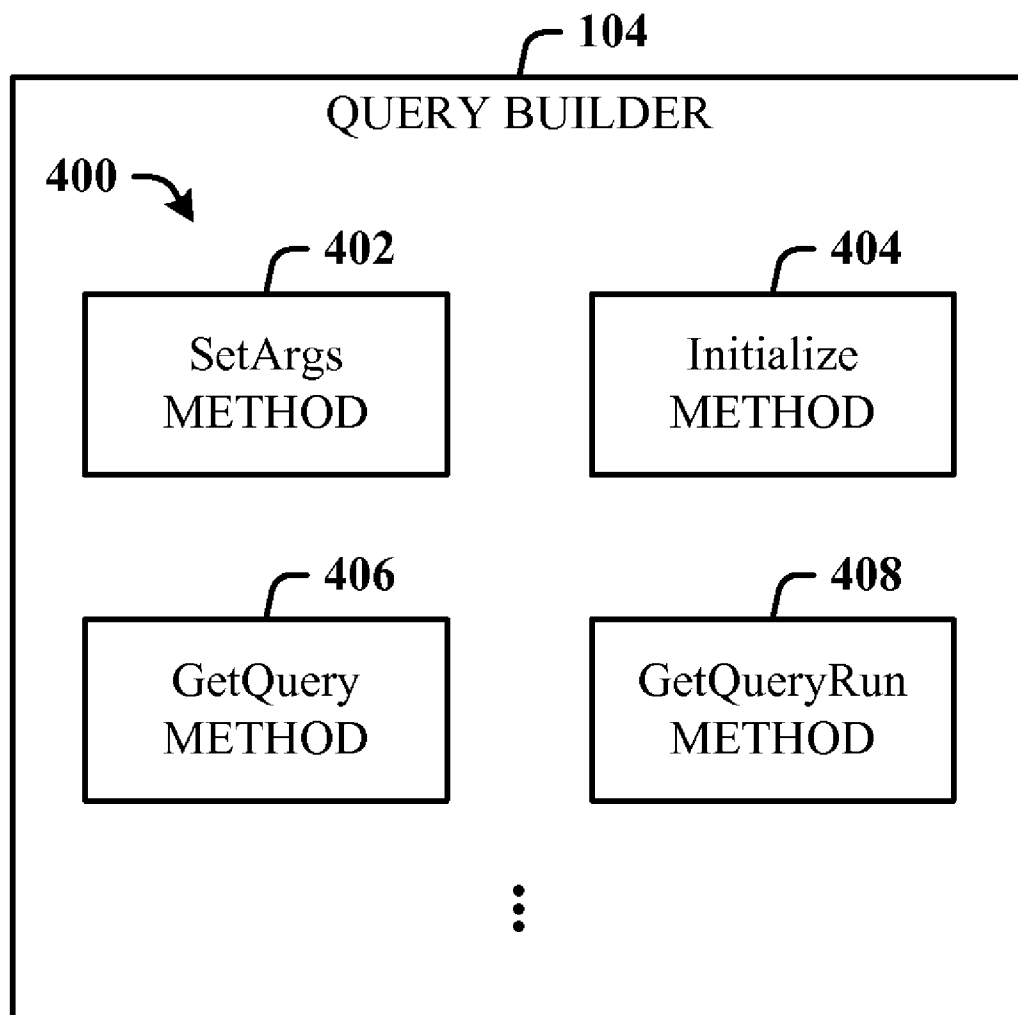 104
QUERY BUILDER
400
402
404
SetArgs
METHOD
Initialize
METHOD
406
408
GetQuery
METHOD
GetQueryRun
METHOD